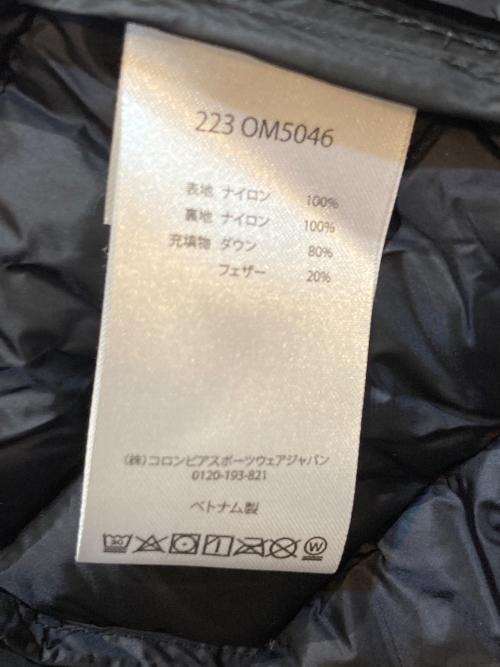 223 OM5046
表地 ナイロン 100%
裏地 ナイロン 100%
充填物 ダウン 80%
フェザー 20%
(株)コロンビアスポーツウェアジャパン
0120-193-821
ベトナム製